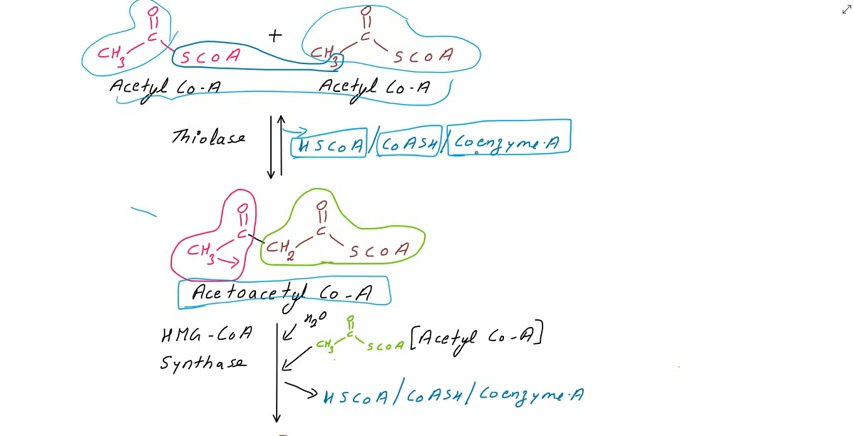 O
||
C
CH3 SCOA
+
O
||
C
CH3 SCOA
Acetyl Co-A Acetyl Co-A
Thiolase
HSCoA/CoASH/Coenzyme-A
O
||
C
CH3 CH2
O
||
C
SCOA
Acetoacetyl Co-A
HMG-CoA
Synthase
H2O
O
||
C
CH3 SCOA [Acetyl Co-A]
HSCOA/COASH/Coenzyme-A